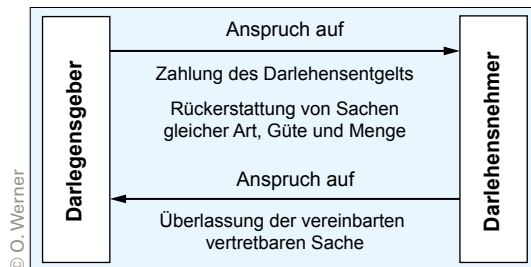 Anspruch auf
Zahlung des Darlehensentgelts
Rückerstattung von Sachen
gleicher Art, Güte und Menge
Anspruch auf
Überlassung der vereinbarten
vertretbaren Sache
Darlegensgeber
Darlehensnehmer
© O. Werner